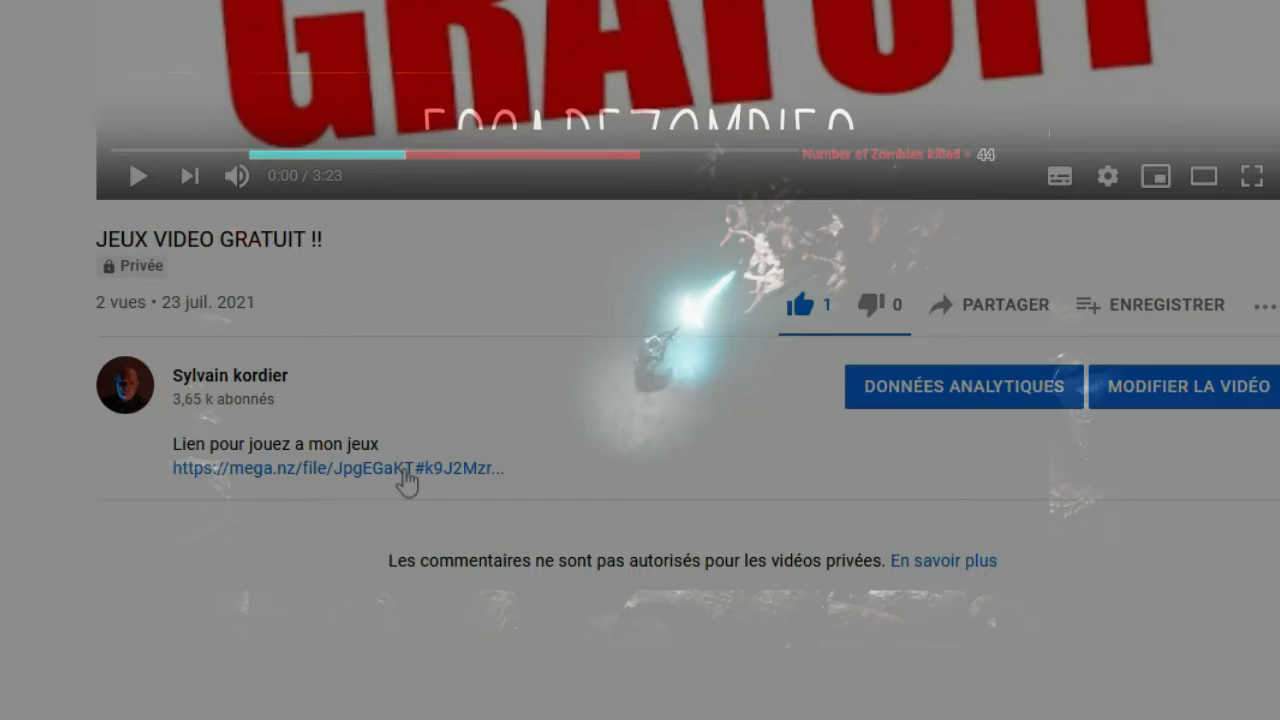 GRATUIT
Number of Zombies killed = 44
0:00 / 3:23
JEUX VIDEO GRATUIT !!
Privée
2 vues • 23 juil. 2021
1 0 PARTAGER ENREGISTRER
Sylvain kordier
3,65 k abonnés
DONNÉES ANALYTIQUES MODIFIER LA VIDÉO
Lien pour jouez a mon jeux
https://mega.nz/file/JpgEGaKT#k9J2Mzr...
Les commentaires ne sont pas autorisés pour les vidéos privées. En savoir plus